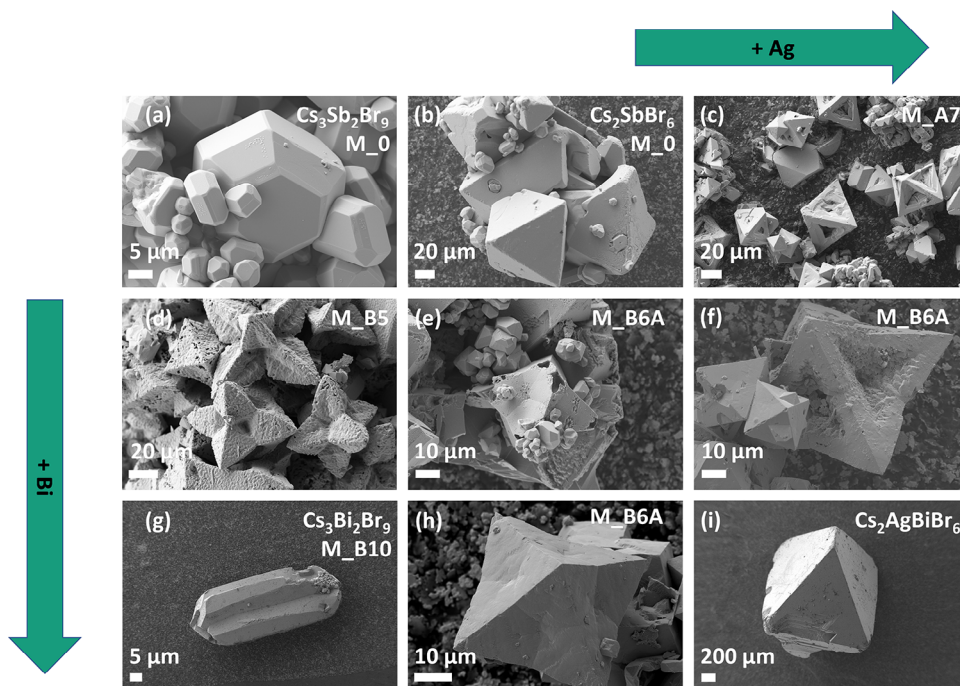 + Ag
(a)
Cs₃Sb₂Br₉
M_0
5 µm
(b)
Cs₂SbBr₆
M_0
20 µm
(c)
M_A7
20 µm
+ Bi
(d)
M_B5
20 µm
(e)
M_B6A
10 µm
(f)
M_B6A
10 µm
(g)
Cs₃Bi₂Br₉
M_B10
5 µm
(h)
M_B6A
10 µm
(i)
Cs₂AgBiBr₆
200 µm